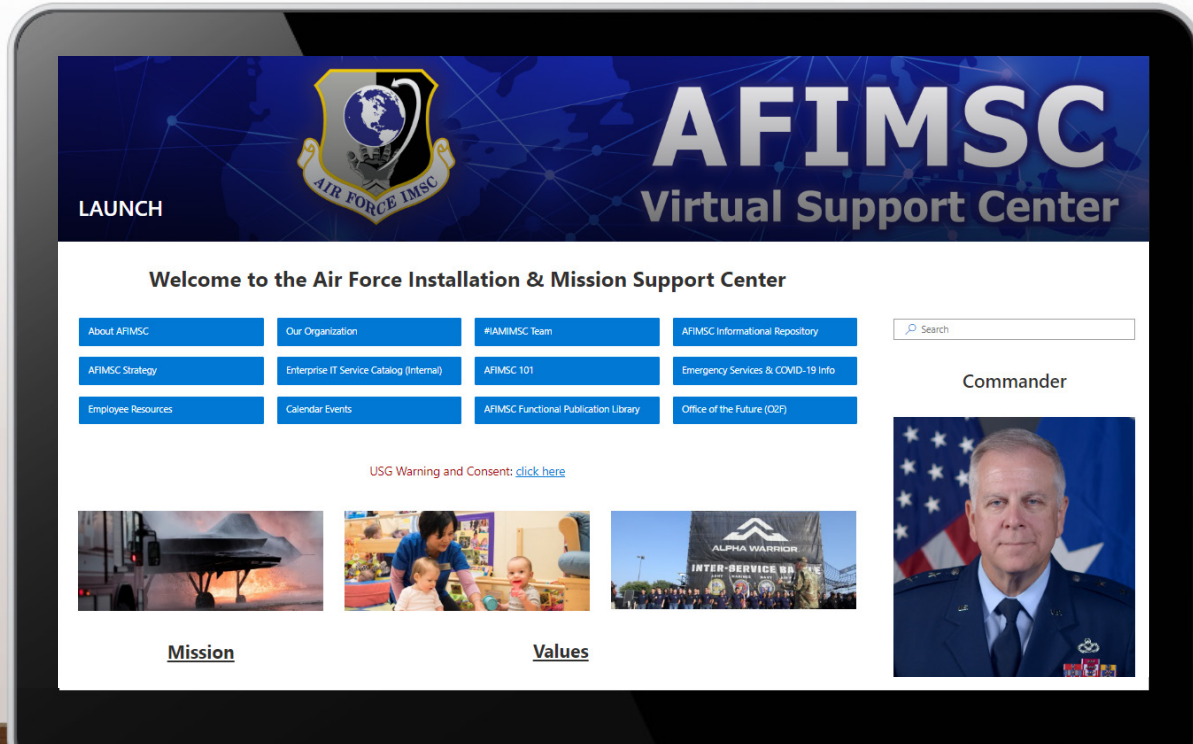 AFIMSC
Virtual Support Center
AIR FORCE IMSC
LAUNCH
Welcome to the Air Force Installation & Mission Support Center
About AFIMSC
Our Organization
#IAMIMSC Team
AFIMSC Informational Repository
Search
AFIMSC Strategy
Enterprise IT Service Catalog (Internal)
AFIMSC 101
Emergency Services & COVID-19 Info
Commander
Employee Resources
Calendar Events
AFIMSC Functional Publication Library
Office of the Future (O2F)
USG Warning and Consent: click here
ALPHA WARRIOR
INTER-SERVICE BATTLE
Mission
Values